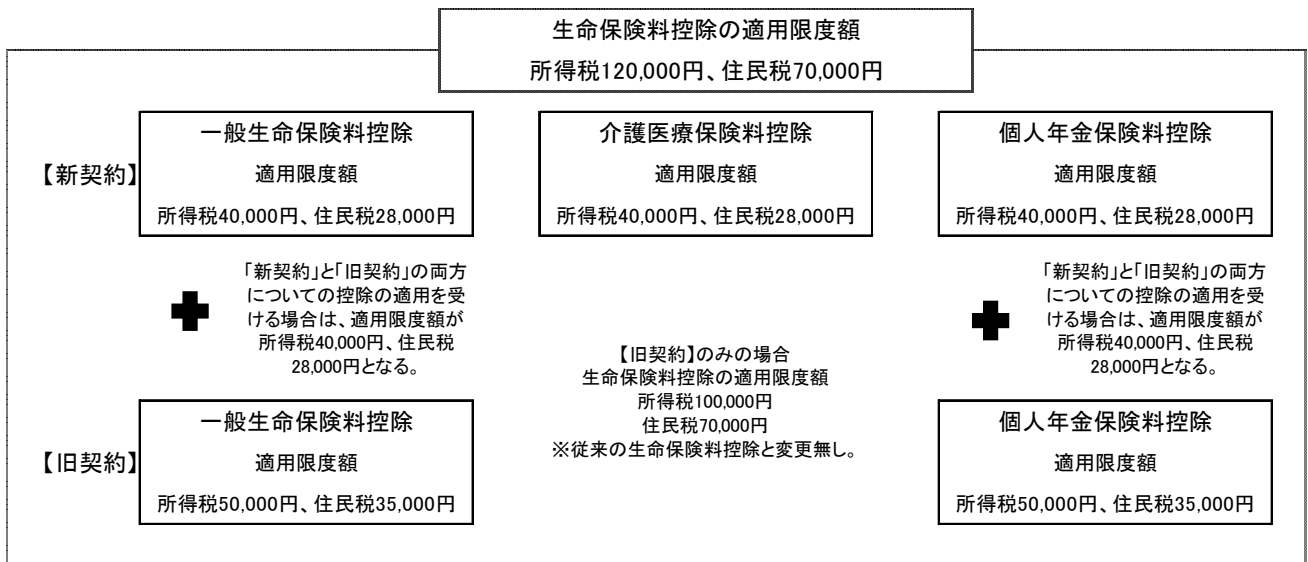 生命保険料控除の適用限度額
所得税120,000円、住民税70,000円
【新契約】
一般生命保険料控除
適用限度額
所得税40,000円、住民税28,000円
介護医療保険料控除
適用限度額
所得税40,000円、住民税28,000円
個人年金保険料控除
適用限度額
所得税40,000円、住民税28,000円
「新契約」と「旧契約」の両方
についての控除の適用を受
ける場合は、適用限度額が
所得税40,000円、住民税
28,000円となる。
【旧契約】のみの場合
生命保険料控除の適用限度額
所得税100,000円
住民税70,000円
※従来の生命保険料控除と変更無し。
「新契約」と「旧契約」の両方
についての控除の適用を受
ける場合は、適用限度額が
所得税40,000円、住民税
28,000円となる。
【旧契約】
一般生命保険料控除
適用限度額
所得税50,000円、住民税35,000円
個人年金保険料控除
適用限度額
所得税50,000円、住民税35,000円